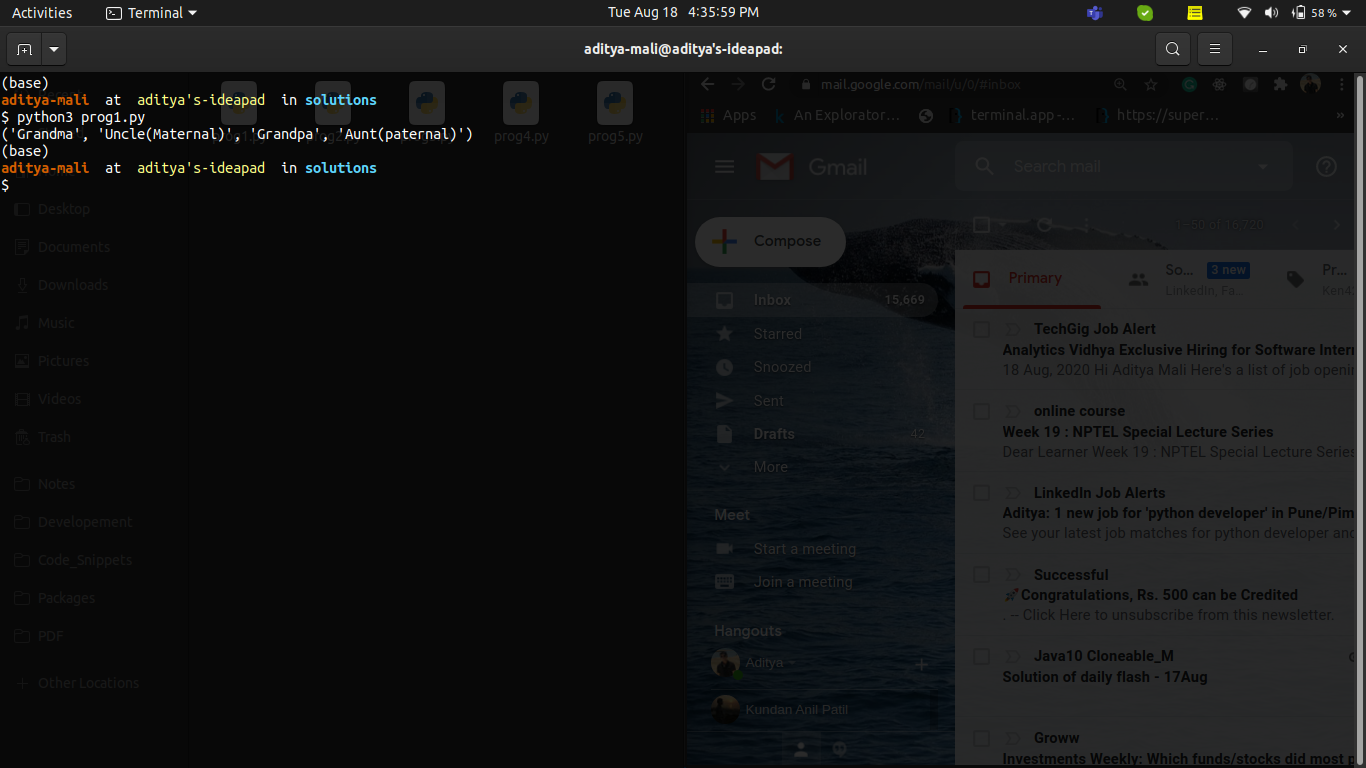 Activities Terminal Tue Aug 18 4:35:59 PM 58 %
aditya-mali@aditya's-ideapad:
(base)
aditya-mali at aditya's-ideapad in solutions
$ python3 prog1.py
('Grandma', 'Uncle(Maternal)', 'Grandpa', 'Aunt(paternal)')
(base)
aditya-mali at aditya's-ideapad in solutions
$
prog4.py prog5.py
Desktop
Documents
Downloads
Music
Pictures
Videos
Trash
Notes
Developement
Code_Snippets
Packages
PDF
Other Locations
mail.google.com/mail/u/0/#inbox
Apps An Explorator... terminal.app -... https://super... »
Gmail Search mail
Compose 1–50 of 16,720
Inbox 15,669
Starred
Snoozed
Sent
Drafts 42
More
Meet
Start a meeting
Join a meeting
Hangouts
Aditya
Kundan Anil Patil
Primary So... 3 new Pr...
LinkedIn, Fa...
TechGig Job Alert
Analytics Vidhya Exclusive Hiring for Software Inter
18 Aug, 2020 Hi Aditya Mali Here's a list of job openi
online course
Week 19 : NPTEL Special Lecture Series
Dear Learner Week 19 : NPTEL Special Lecture Series
LinkedIn Job Alerts
Aditya: 1 new job for 'python developer' in Pune/Pim
See your latest job matches for python developer and
Successful
🚀Congratulations, Rs. 500 can be Credited
. -- Click Here to unsubscribe from this newsletter.
Java10 Cloneable_M
Solution of daily flash - 17Aug
Groww
Investments Weekly: Which funds/stocks did most p